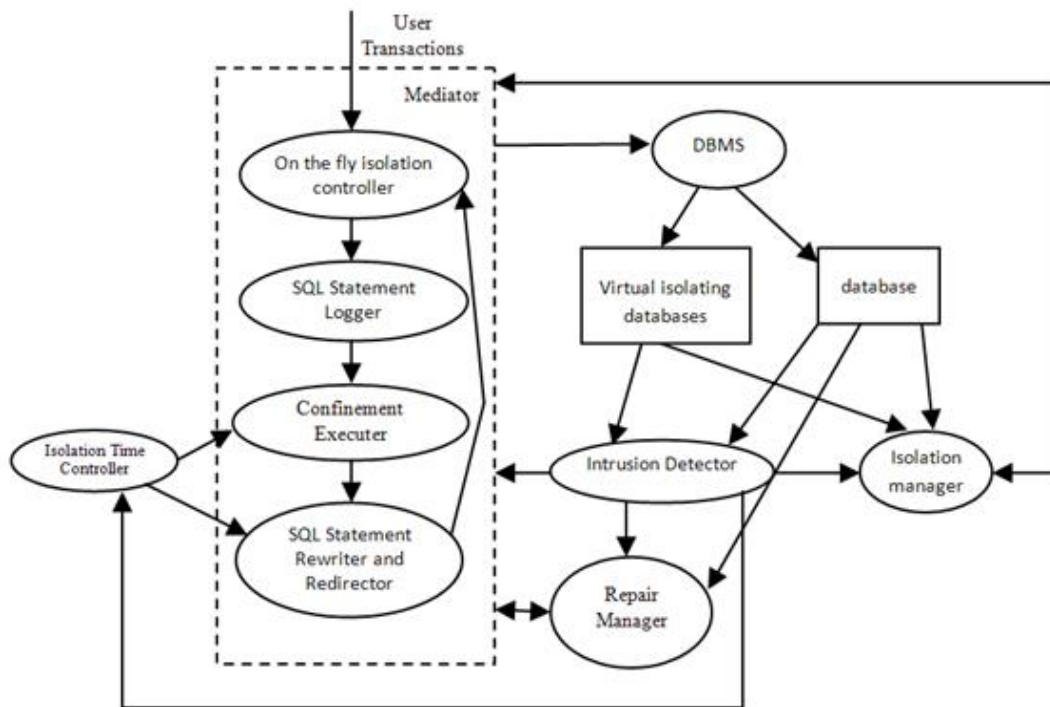 User
Transactions
Mediator
On the fly isolation
controller
DBMS
SQL Statement
Logger
Virtual isolating
databases
database
Confinement
Executer
Isolation Time
Controller
Intrusion Detector
Isolation
manager
SQL Statement
Rewriter and
Redirector
Repair
Manager